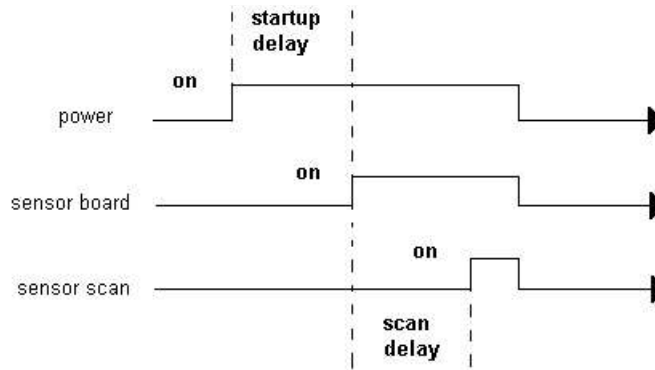 startup
delay
on
power
on
sensor board
on
sensor scan
scan
delay